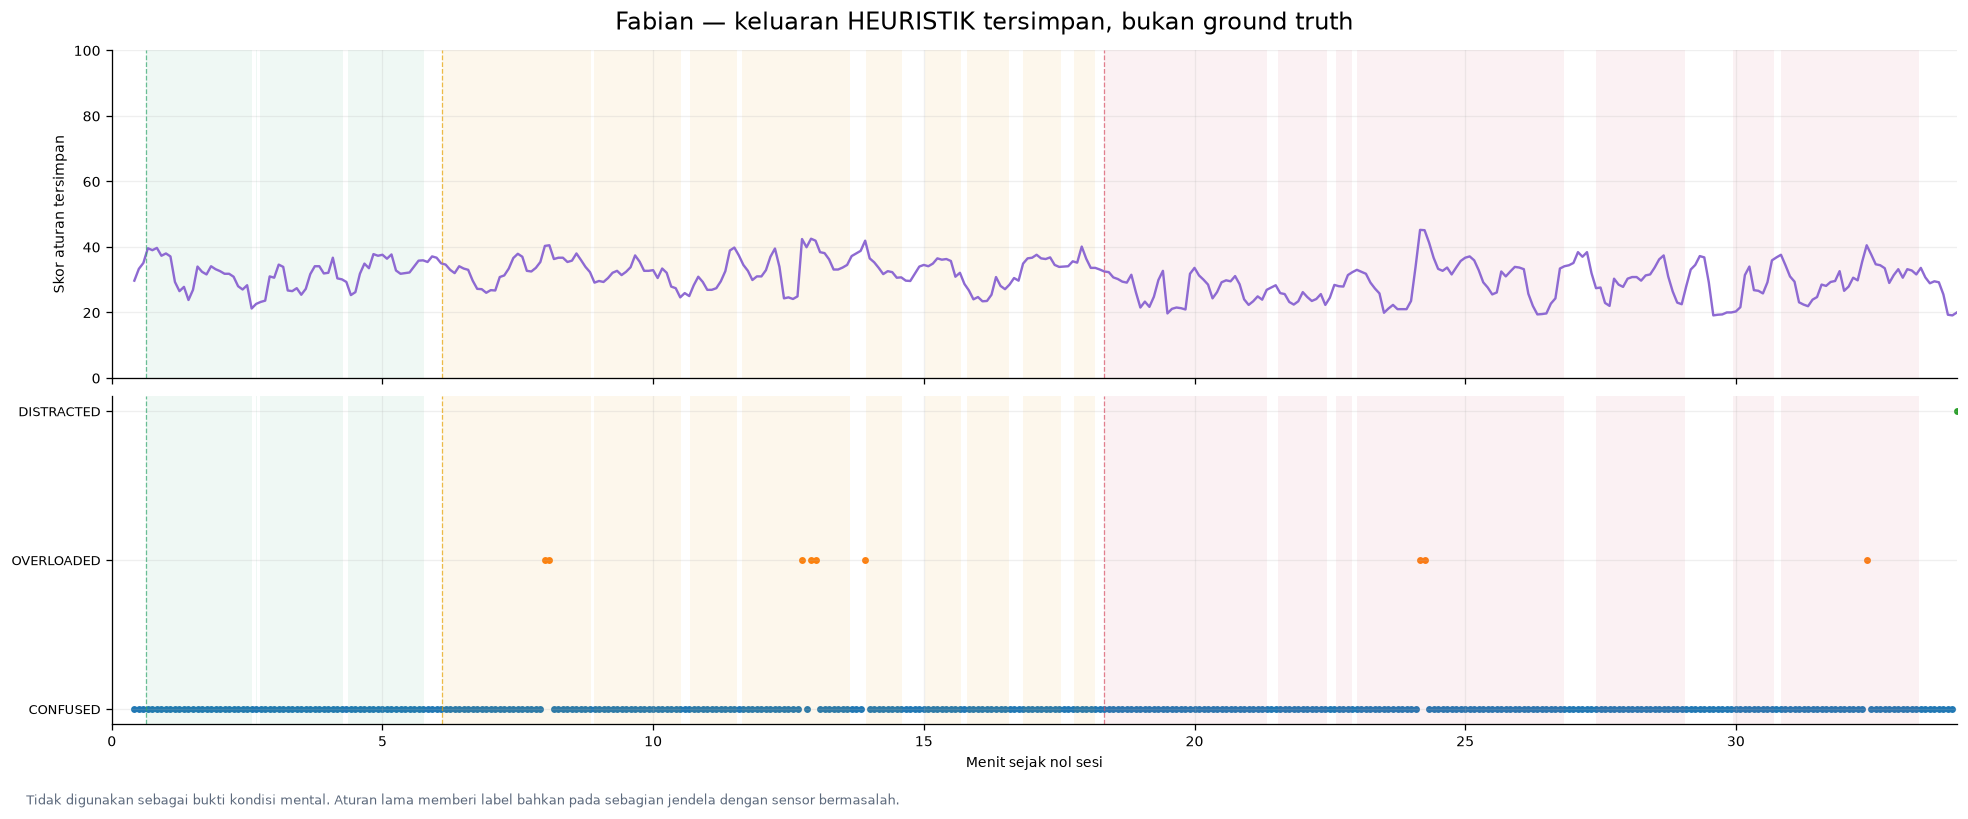 Fabian — keluaran HEURISTIK tersimpan, bukan ground truth
Skor aturan tersimpan
100
80
60
40
20
0
DISTRACTED
OVERLOADED
CONFUSED
0 5 10 15 20 25 30
Menit sejak nol sesi
Tidak digunakan sebagai bukti kondisi mental. Aturan lama memberi label bahkan pada sebagian jendela dengan sensor bermasalah.